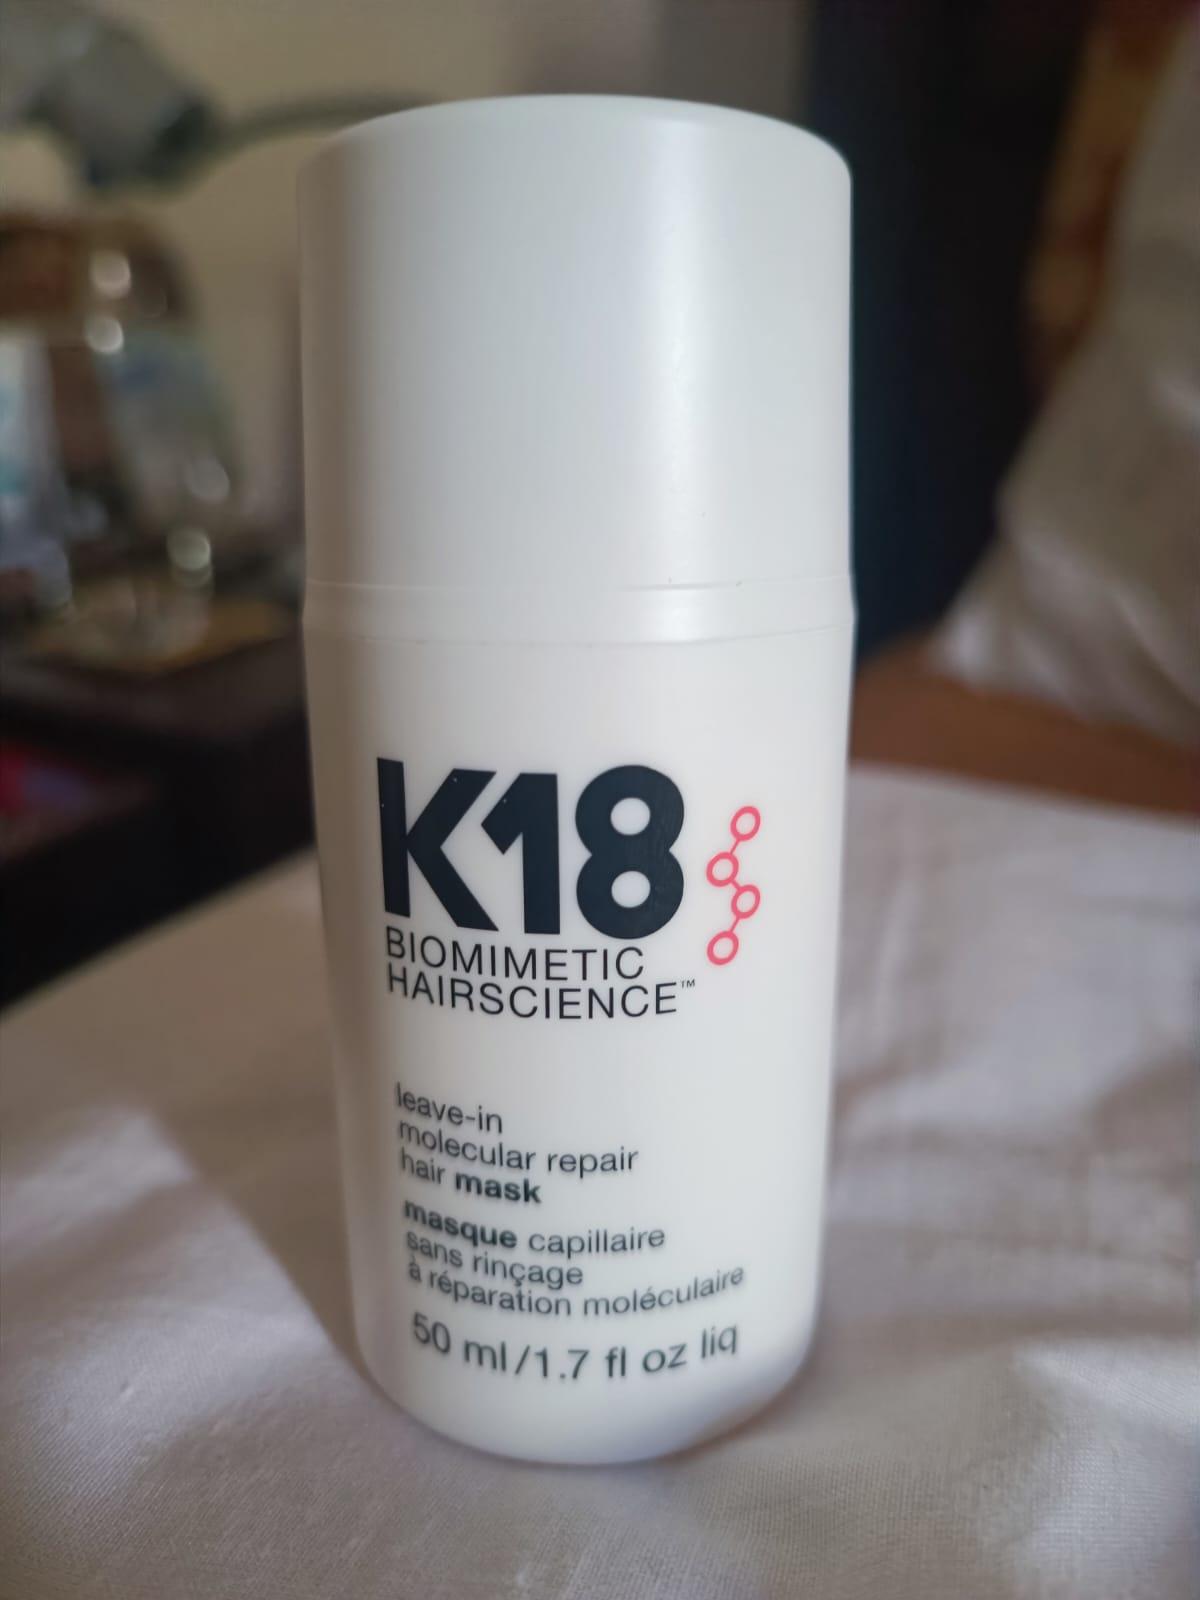 K18
BIOMIMETIC
HAIRSCIENCE™
leave-in
molecular repair
hair mask
masque capillaire
sans rinçage
à réparation moléculaire
50 ml/1.7 fl oz liq